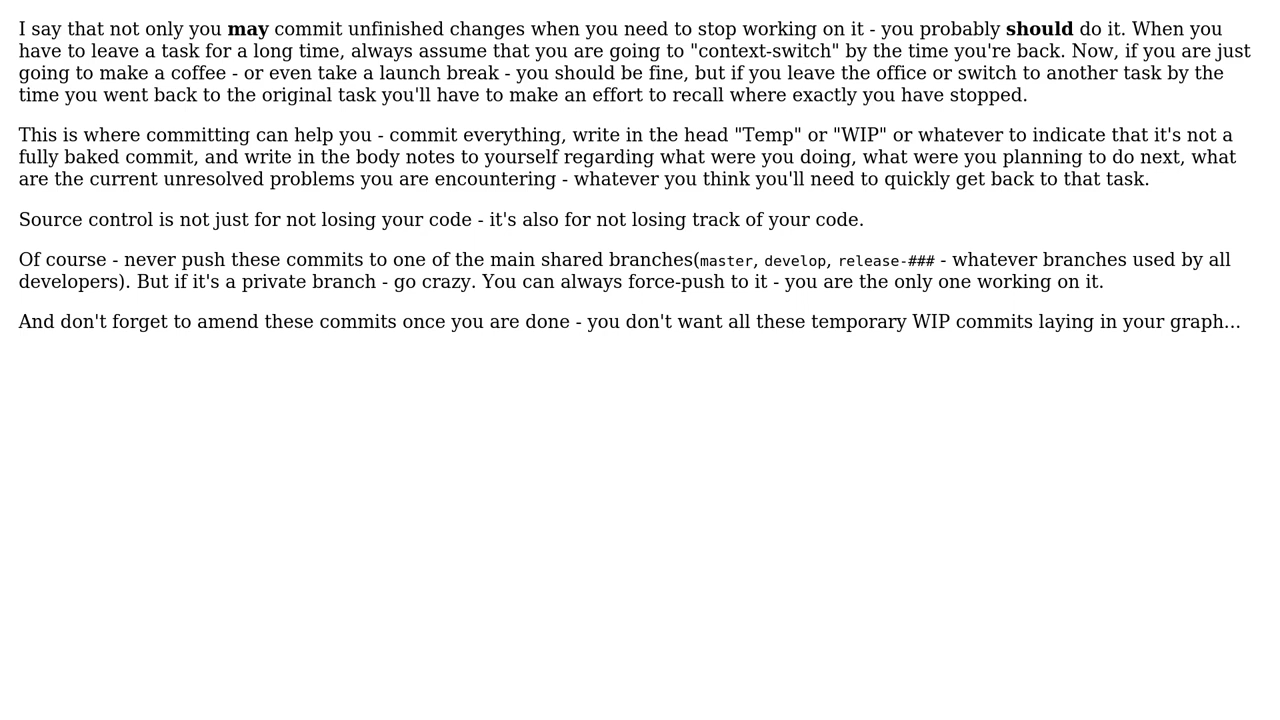 I say that not only you may commit unfinished changes when you need to stop working on it - you probably should do it. When you
have to leave a task for a long time, always assume that you are going to "context-switch" by the time you're back. Now, if you are just
going to make a coffee - or even take a launch break - you should be fine, but if you leave the office or switch to another task by the
time you went back to the original task you'll have to make an effort to recall where exactly you have stopped.
This is where committing can help you - commit everything, write in the head "Temp" or "WIP" or whatever to indicate that it's not a
fully baked commit, and write in the body notes to yourself regarding what were you doing, what were you planning to do next, what
are the current unresolved problems you are encountering - whatever you think you'll need to quickly get back to that task.
Source control is not just for not losing your code - it's also for not losing track of your code.
Of course - never push these commits to one of the main shared branches(master, develop, release-### - whatever branches used by all
developers). But if it's a private branch - go crazy. You can always force-push to it - you are the only one working on it.
And don't forget to amend these commits once you are done - you don't want all these temporary WIP commits laying in your graph...